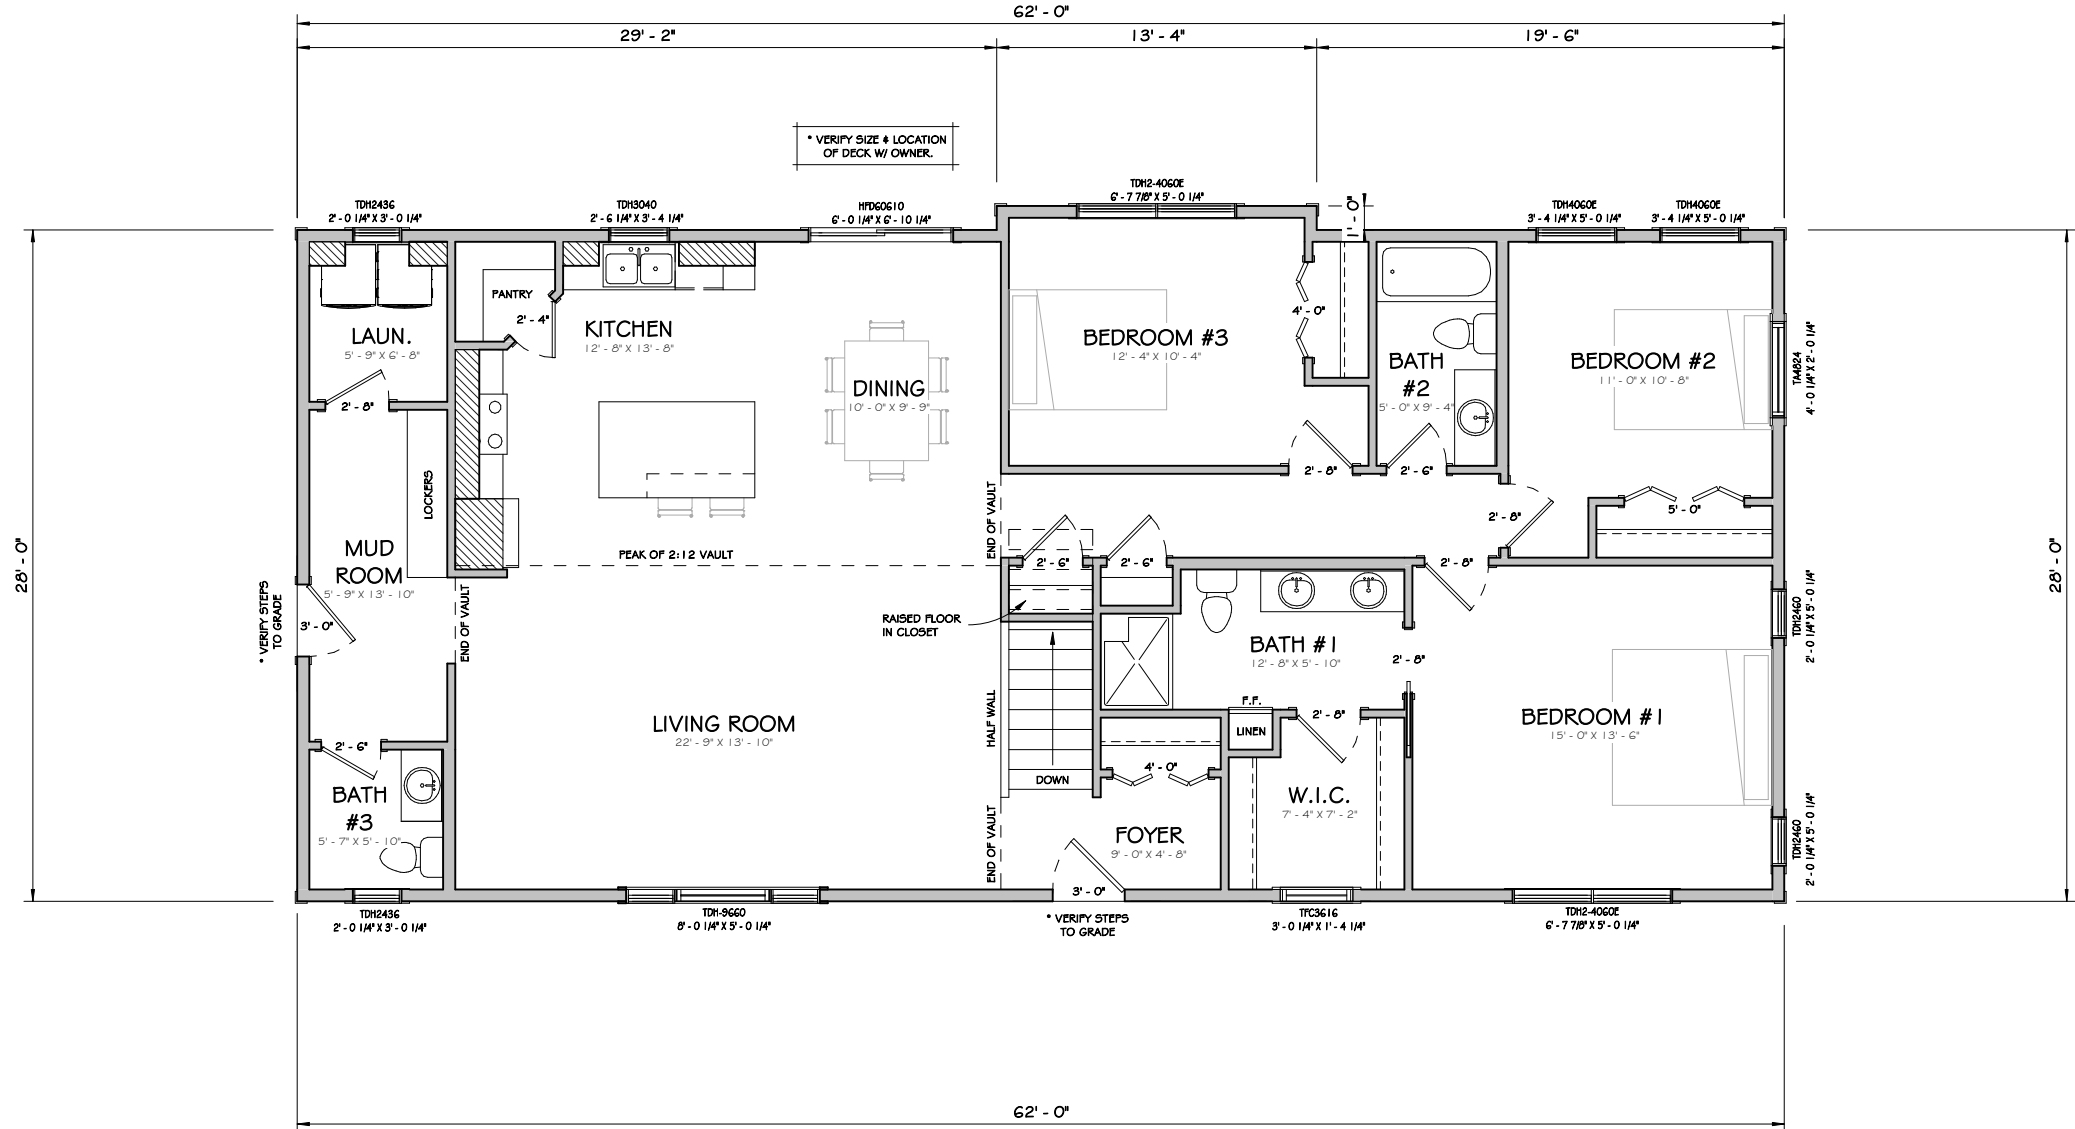 62' - 0"
29' - 2"
13' - 4"
19' - 6"
* VERIFY SIZE & LOCATION
OF DECK W/ OWNER.
TDH2436
2' - 0 1/4" X 3' - 0 1/4"
TDH3040
2' - 6 1/4" X 3' - 4 1/4"
HFD60610
6' - 0 1/4" X 6' - 10 1/4"
TDH2-4060E
6' - 7 7/8" X 5' - 0 1/4"
1' - 0"
TDH4060E
3' - 4 1/4" X 5' - 0 1/4"
TDH4060E
3' - 4 1/4" X 5' - 0 1/4"
PANTRY
2' - 4"
LAUN.
5' - 9" X 6' - 8"
2' - 8"
KITCHEN
12' - 8" X 13' - 8"
DINING
10' - 0" X 9' - 9"
BEDROOM #3
12' - 4" X 10' - 4"
4' - 0"
2' - 8"
BATH
#2
5' - 0" X 9' - 4"
2' - 6"
BEDROOM #2
11' - 0" X 10' - 8"
TA4824
4' - 0 1/4" X 2' - 0 1/4"
5' - 0"
2' - 8"
LOCKERS
MUD
ROOM
5' - 9" X 13' - 10"
28' - 0"
28' - 0"
* VERIFY STEPS
TO GRADE
3' - 0"
END OF VAULT
PEAK OF 2:12 VAULT
END OF VAULT
2' - 6"
2' - 6"
2' - 8"
RAISED FLOOR
IN CLOSET
BATH #1
12' - 8" X 5' - 10"
2' - 8"
TDH2460
2' - 0 1/4" X 5' - 0 1/4"
LIVING ROOM
22' - 9" X 13' - 10"
HALF WALL
DOWN
F.F.
LINEN
2' - 8"
BEDROOM #1
15' - 0" X 13' - 6"
2' - 6"
BATH
#3
5' - 7" X 5' - 10"
4' - 0"
W.I.C.
7' - 4" X 7' - 2"
FOYER
9' - 0" X 4' - 8"
END OF VAULT
3' - 0"
TDH2460
2' - 0 1/4" X 5' - 0 1/4"
TDH2436
2' - 0 1/4" X 3' - 0 1/4"
TDH-9660
8' - 0 1/4" X 5' - 0 1/4"
* VERIFY STEPS
TO GRADE
TFC3616
3' - 0 1/4" X 1' - 4 1/4"
TDH2-4060E
6' - 7 7/8" X 5' - 0 1/4"
62' - 0"